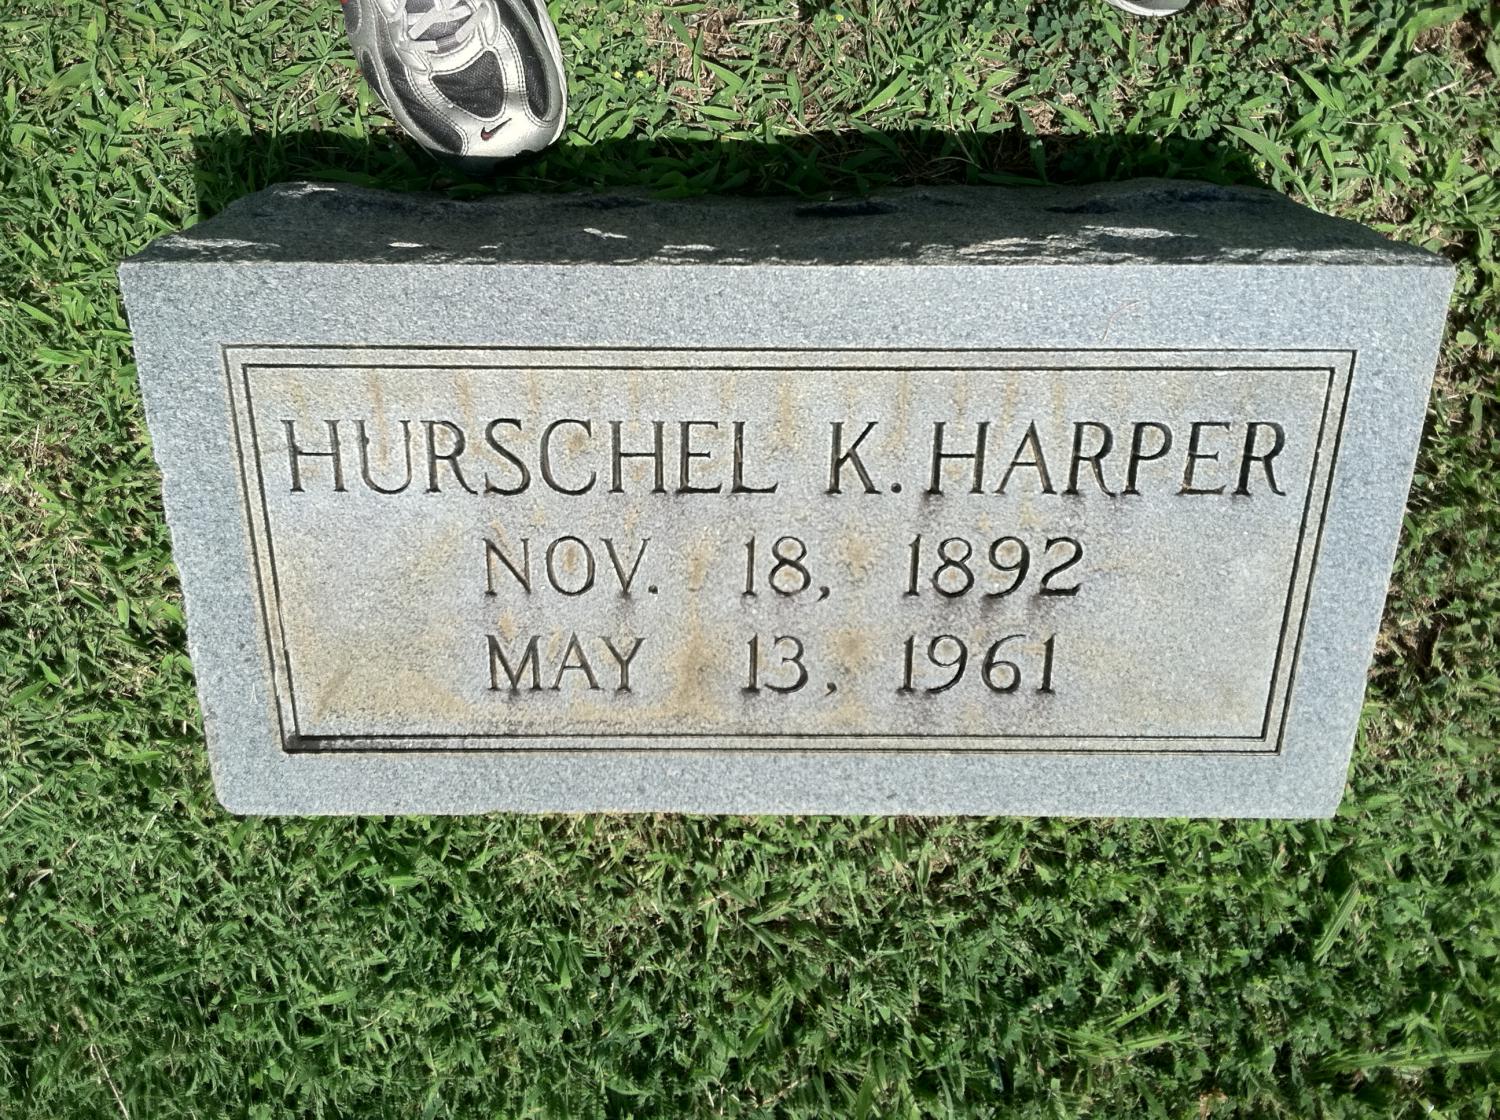 HURSCHEL K. HARPER
NOV. 18, 1892
MAY 13, 1961